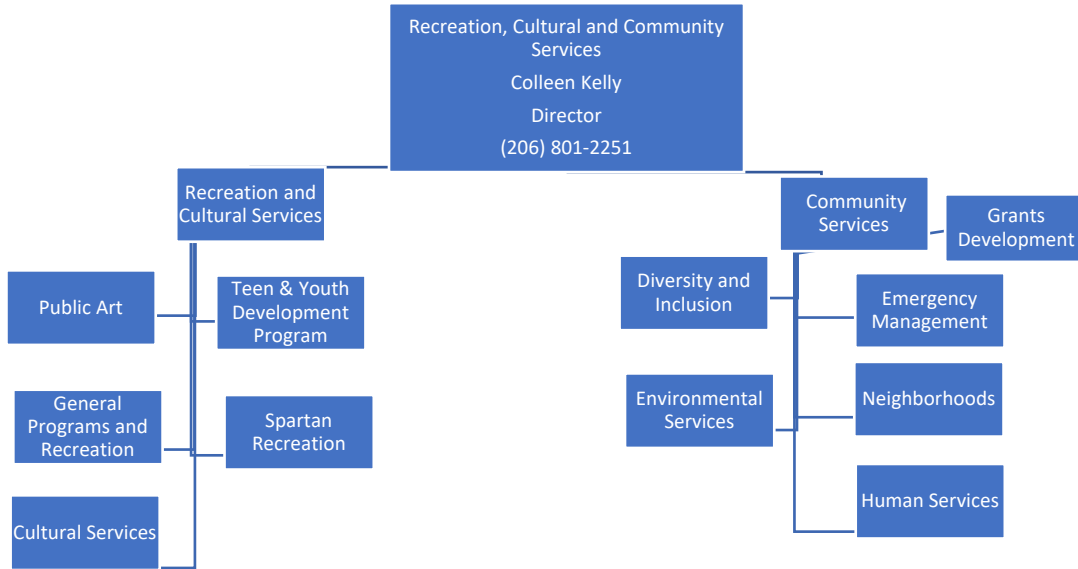 Recreation, Cultural and Community
Services
Colleen Kelly
Director
(206) 801-2251
Recreation and
Cultural Services
Public Art
Teen & Youth
Development
Program
General
Programs and
Recreation
Spartan
Recreation
Cultural Services
Community
Services
Grants
Development
Diversity and
Inclusion
Emergency
Management
Environmental
Services
Neighborhoods
Human Services